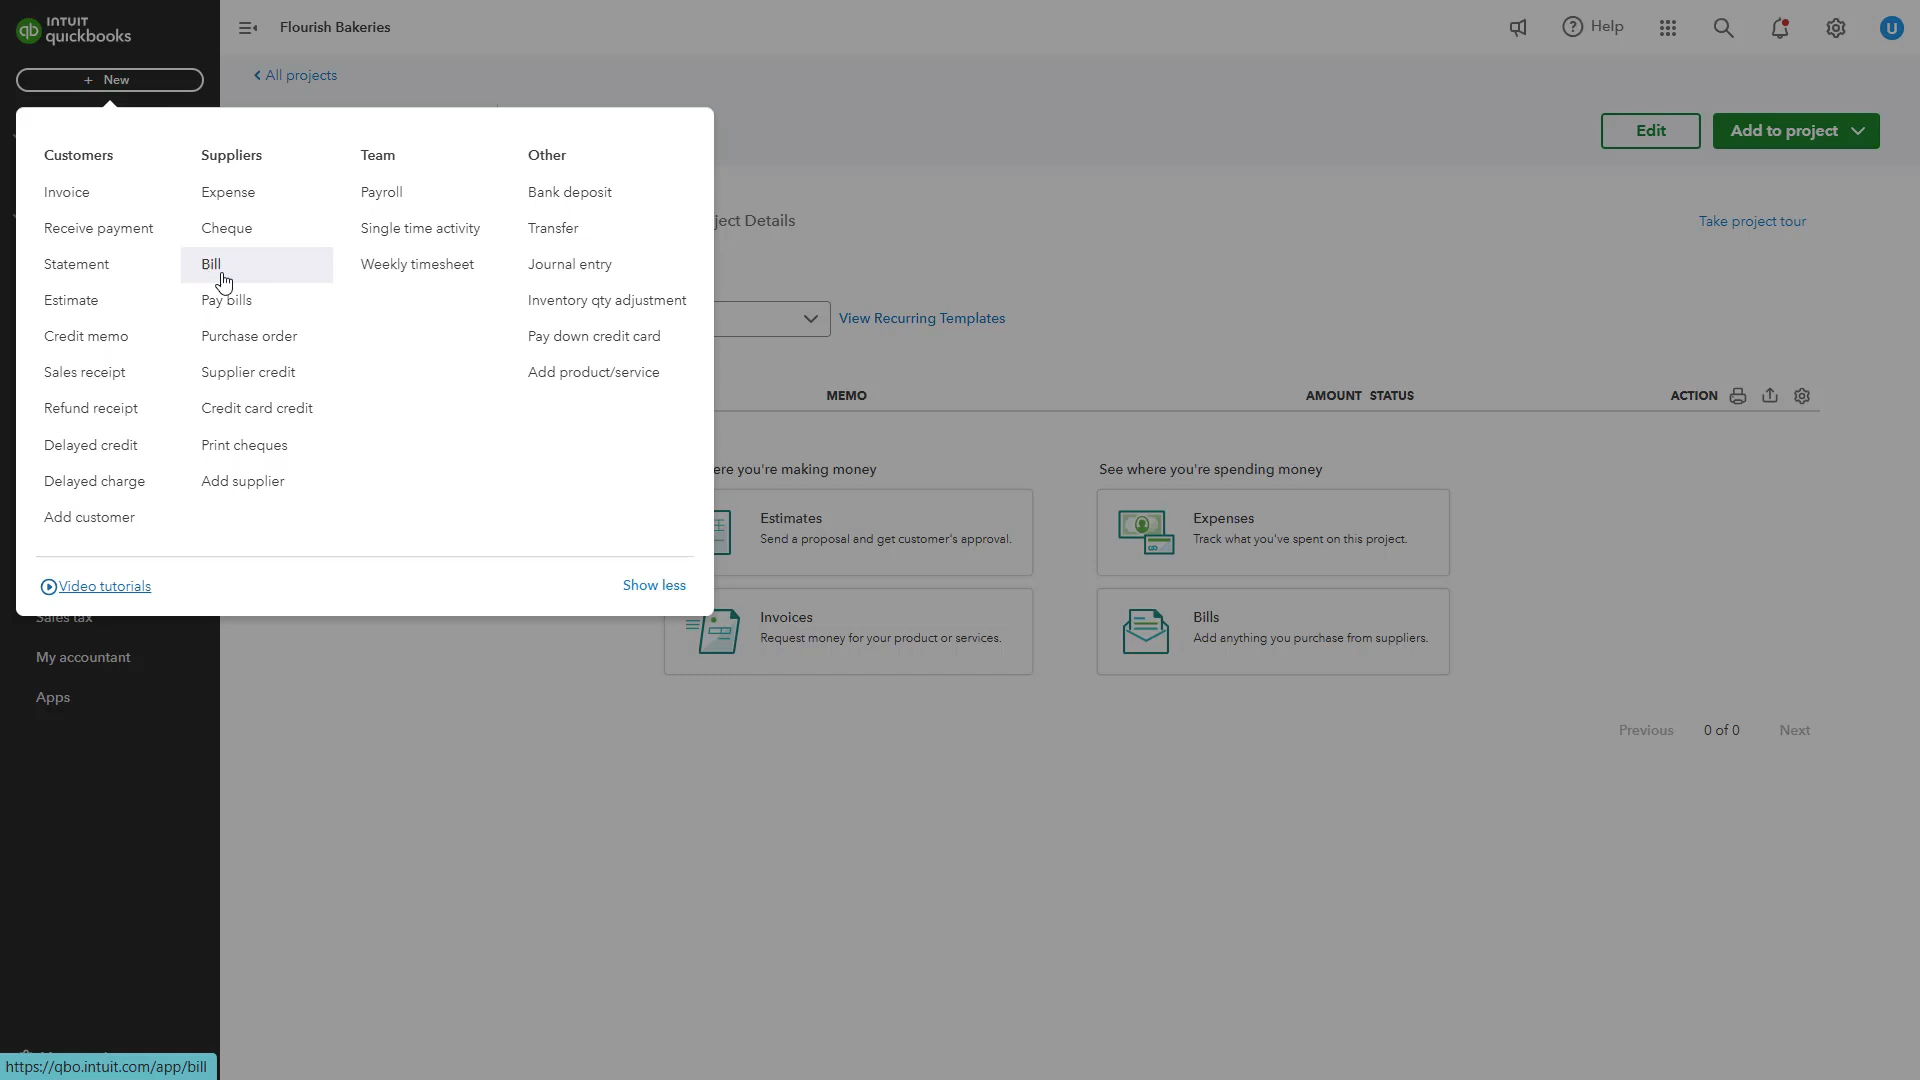 INTUIT
quickbooks
Flourish Bakeries
Help
U
+ New
All projects
Edit
Add to project
Customers
Invoice
Receive payment
Statement
Estimate
Credit memo
Sales receipt
Refund receipt
Delayed credit
Delayed charge
Add customer
Suppliers
Expense
Cheque
Bill
Pay bills
Purchase order
Supplier credit
Credit card credit
Print cheques
Add supplier
Team
Payroll
Single time activity
Weekly timesheet
Other
Bank deposit
Transfer
Journal entry
Inventory qty adjustment
Pay down credit card
Add product/service
Video tutorials
Show less
ject Details
Take project tour
View Recurring Templates
MEMO
AMOUNT STATUS
ACTION
ere you're making money
Estimates
Send a proposal and get customer's approval.
Invoices
Request money for your product or services.
See where you're spending money
Expenses
Track what you've spent on this project.
Bills
Add anything you purchase from suppliers.
Previous 0 of 0 Next
Sales tax
My accountant
Apps
https://qbo.intuit.com/app/bill